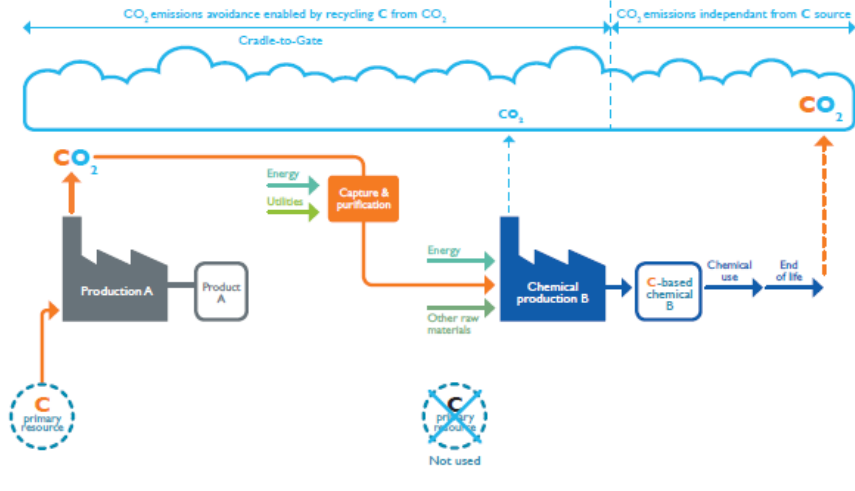 CO2 emissions avoidance enabled by recycling C from CO2
CO2 emissions independant from C source
Cradle-to-Gate
CO2
CO2
CO2
Energy
Utilities
Capture &
purification
Production A
Product
A
Energy
Other raw
materials
Chemical
production B
C-based
chemical
B
Chemical
use
End
of life
C
primary
resource
C
primary
resource
Not used